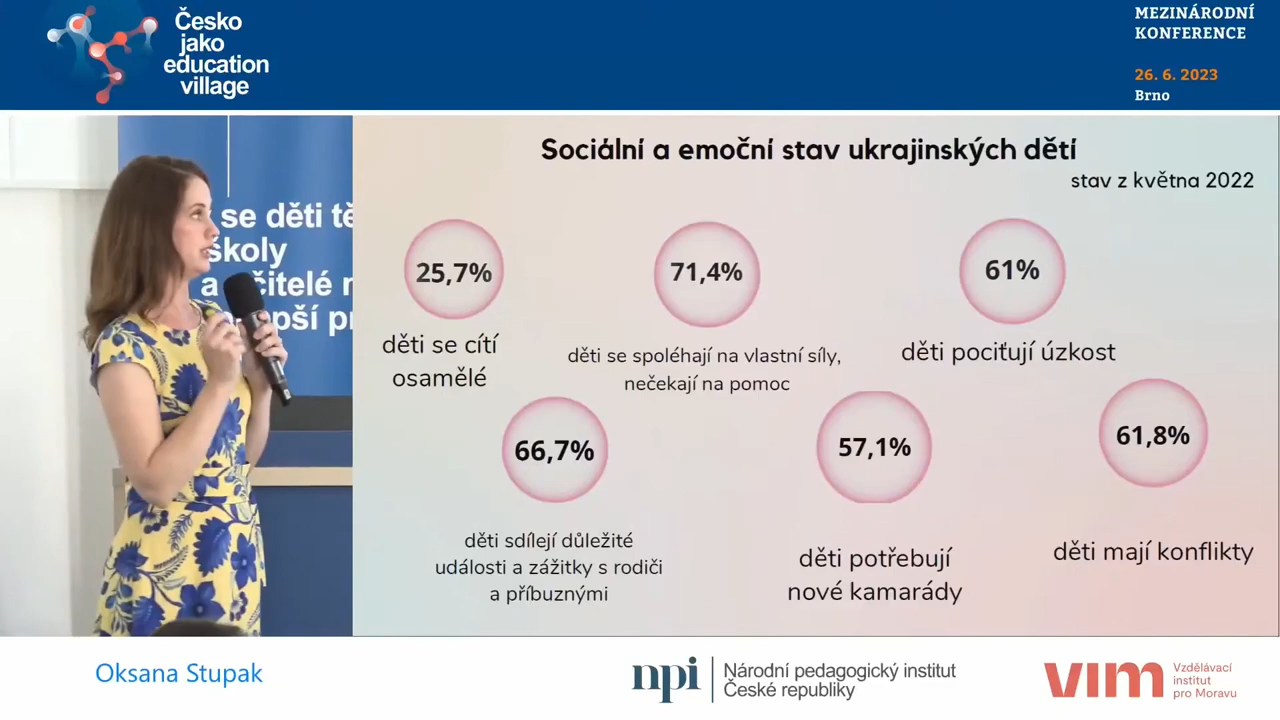 Česko
jako
education
village
MEZINÁRODNÍ
KONFERENCE
26. 6. 2023
Brno
se děti tě
školy
a
čitelé
Sociální a emoční stav ukrajinských dětí
stav z května 2022
25,7%
děti se cítí
osamělé
71,4%
děti se spoléhají na vlastní síly,
nečekají na pomoc
61%
děti pociťují úzkost
66,7%
děti sdílejí důležité
události a zážitky s rodiči
a příbuznými
57,1%
děti potřebují
nové kamarády
61,8%
děti mají konflikty
Oksana Stupak
npi
Národní pedagogický institut
České republiky
vim
Vzdělávací
institut
pro Moravu